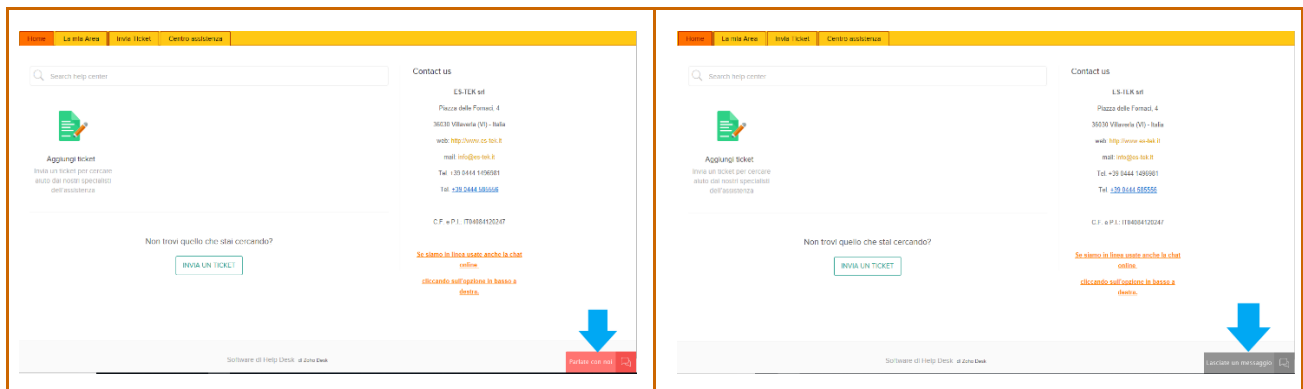 Home La mia Area Invia Ticket Centro assistenza
Search help center
Aggiungi ticket
Invia un ticket per cercare
aiuto dai nostri specialisti
dell'assistenza
Non trovi quello che stai cercando?
INVIA UN TICKET
Contact us
ES-TEK srl
Piazza delle Fornaci, 4
36030 Villaverla (VI) - Italia
web: http://www.es-tek.it
mail: info@es-tek.it
Tel. +39 0444 1496981
Tel. +39 0444 585556
C.F. e P.I.: IT04084120247
Se siamo in linea usate anche la chat
online
cliccando sull'opzione in basso a
destra.
Software di Help Desk di Zoho Desk
Parlate con noi
Home La mia Area Invia Ticket Centro assistenza
Search help center
Aggiungi ticket
Invia un ticket per cercare
aiuto dai nostri specialisti
dell'assistenza
Non trovi quello che stai cercando?
INVIA UN TICKET
Contact us
ES-TEK srl
Piazza delle Fornaci, 4
36030 Villaverla (VI) - Italia
web: http://www.es-tek.it
mail: info@es-tek.it
Tel. +39 0444 1496981
Tel. +39 0444 585556
C.F. e P.I.: IT04084120247
Se siamo in linea usate anche la chat
online
cliccando sull'opzione in basso a
destra.
Software di Help Desk di Zoho Desk
Lasciate un messaggio